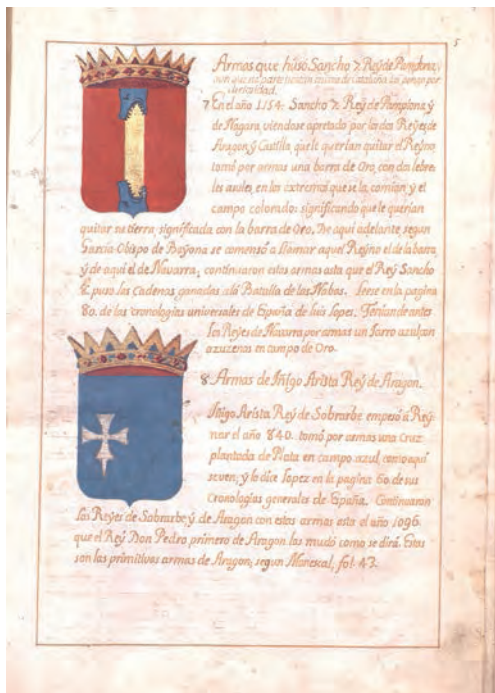 5
Armas que húsó Sancho 7. Rey de Pamplona,
aun que no parte tienían de Cataluña las pongo por
curiosidad.
7 En el año 1154. Sancho 7. Rey de Pamplona, y
de Nagara, viendose apretado por los dos Reyes de
Aragon, y Castilla, que le querian quitar el Reyno,
tomó por armas una barra de Oro, con dos lebre-
les azules, en los extremos que se la comian, y el
campo colorado: significando que le querian
quitar su tierra, significada con la barra de Oro. De aqui adelante, segun
Garcia Obispo de Bayona se comensó a llamar aquel Reyno el de la barra,
y de aqui el de Navarra, continuaron estas armas asta que el Rey Sancho
8. puso las Cadenas ganadas a la Batalla de las Nabas. Leese en la pagina
80. de las cronologias universales de España de luis lopes. Tenian de antes
los Reyes de Navarra por armas un Jarro azul con
azuzenas en campo de Oro.
8. Armas de Iñigo Arista Rey de Aragon.
Iñigo Arista Rey de Sobrarbe empesó a Rey-
nar el año 840. tomó por armas una Cruz
plantada de Plata en campo azul, como aqui
se ven; y lo dice lopez en la pagina 60 de sus
Cronologias generales de España. Continuaron
los Reyes de Sobrarbe y de Aragon con estas armas asta el año 1096.
que el Rey Don Pedro primero de Aragon las mudó como se dirá. Estas
son las primitivas armas de Aragon; segun Marexal, fol. 43.